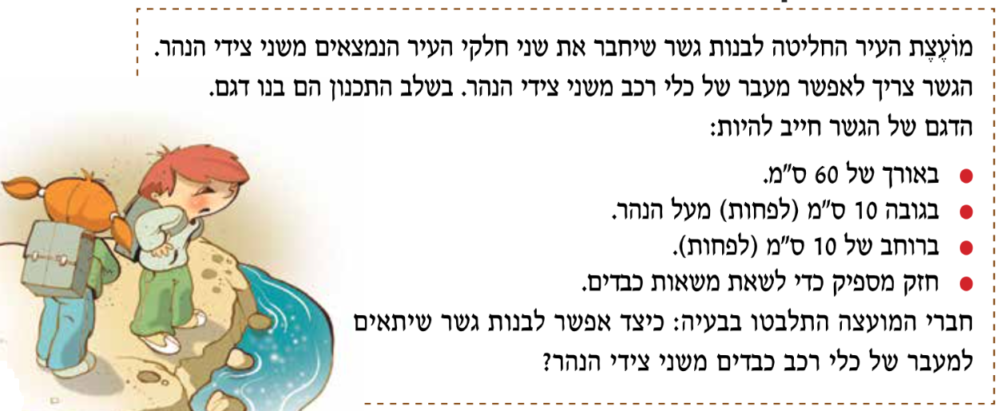 מוֹעֶצֶת העיר החליטה לבנות גשר שיחבר את שני חלקי העיר הנמצאים משני צידי הנהר.
הגשר צריך לאפשר מעבר של כלי רכב משני צידי הנהר. בשלב התכנון הם בנו דגם.
הדגם של הגשר חייב להיות:
● באורך של 60 ס"מ.
● בגובה 10 ס"מ (לפחות) מעל הנהר.
● ברוחב של 10 ס"מ (לפחות).
● חזק מספיק כדי לשאת משאות כבדים.
חברי המועצה התלבטו בבעיה: כיצד אפשר לבנות גשר שיתאים
למעבר של כלי רכב כבדים משני צידי הנהר?